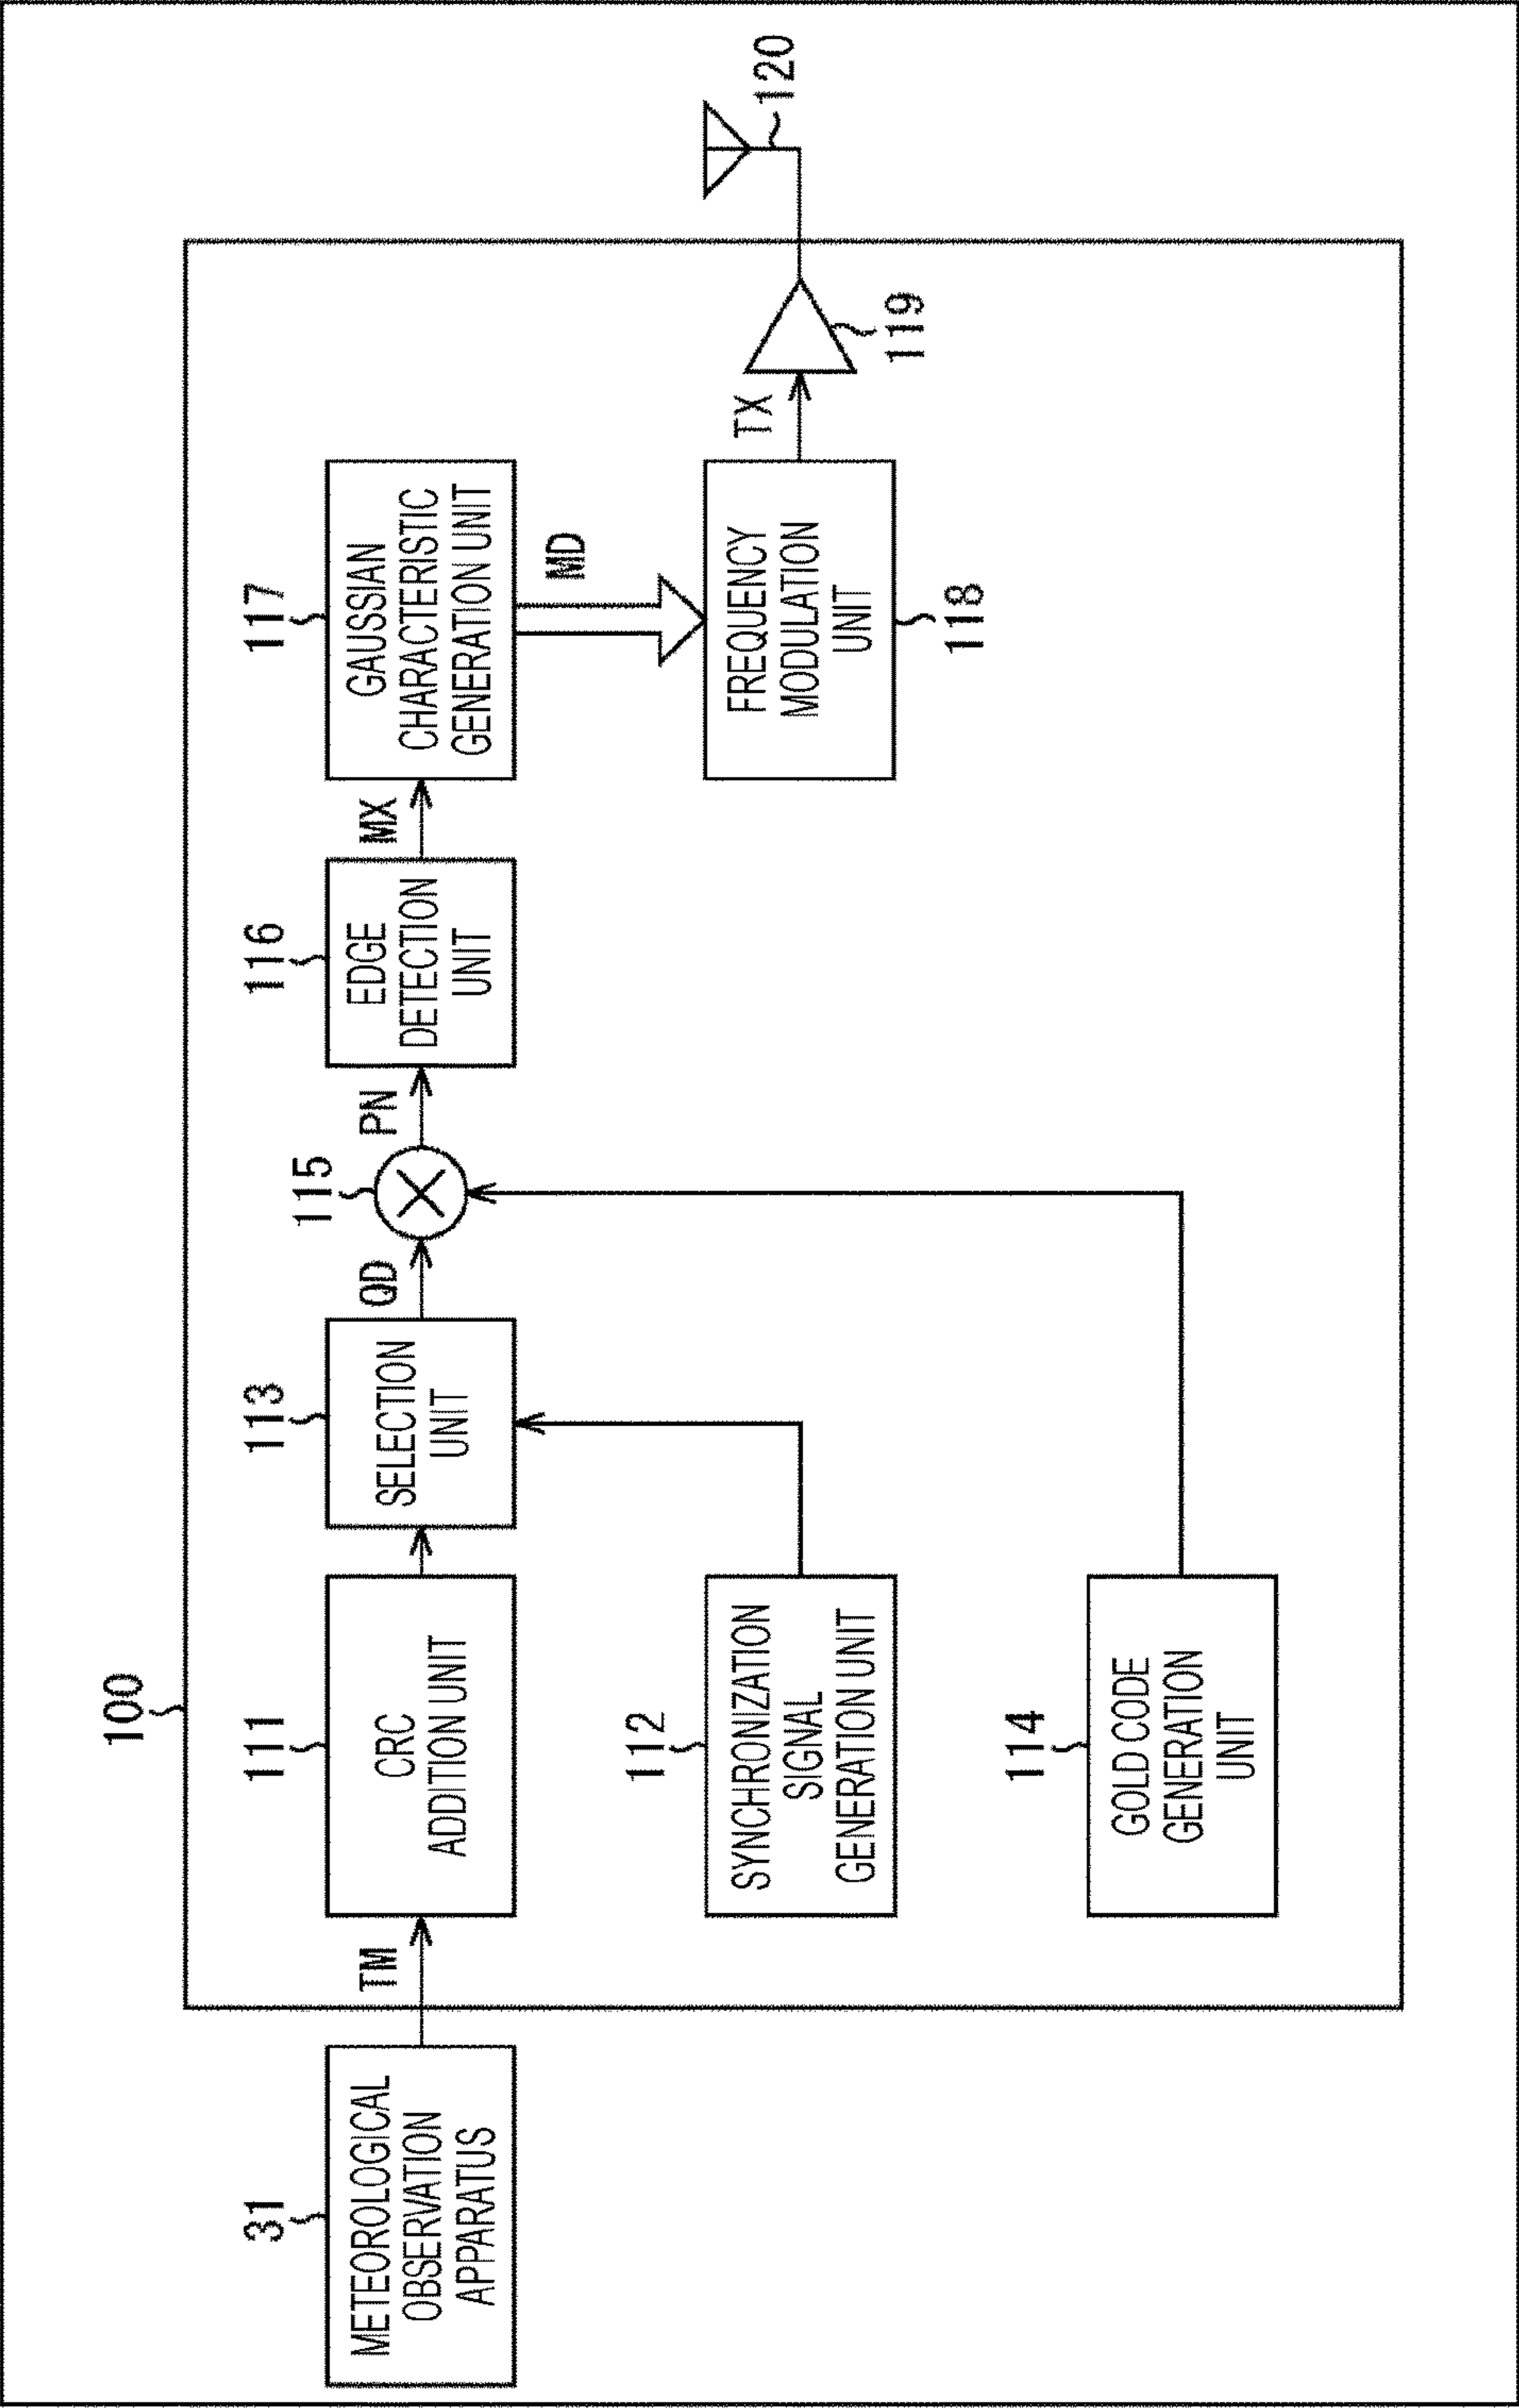 100
31
METEOROLOGICAL
OBSERVATION
APPARATUS
TM
111
CRC
ADDITION UNIT
113
SELECTION
UNIT
QD
115
PN
116
EDGE
DETECTION
UNIT
MX
117
GAUSSIAN
CHARACTERISTIC
GENERATION UNIT
MD
112
SYNCHRONIZATION
SIGNAL
GENERATION UNIT
FREQUENCY
MODULATION
UNIT
118
TX
119
120
114
GOLD CODE
GENERATION
UNIT